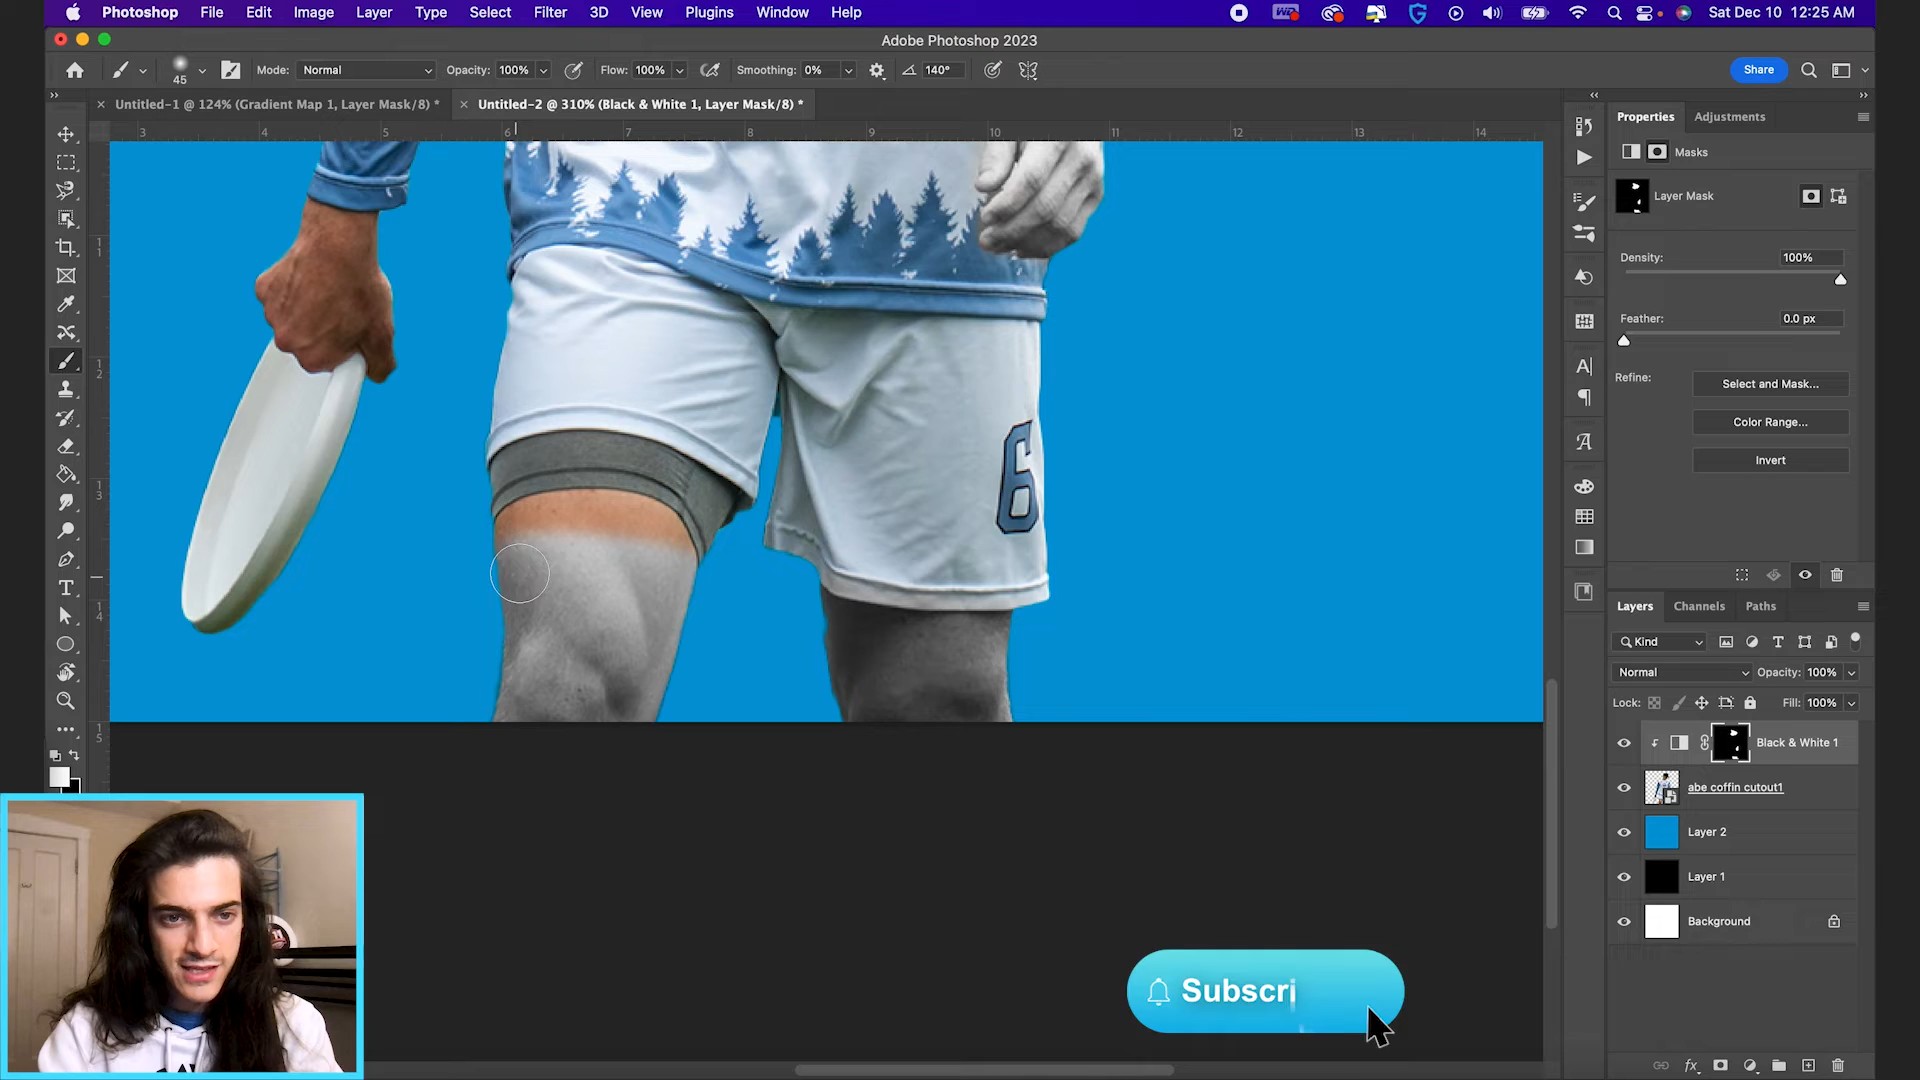 Photoshop File Edit Image Layer Type Select Filter 3D View Plugins Window Help Sat Dec 10 12:25 AM
Adobe Photoshop 2023
45 Mode: Normal Opacity: 100% Flow: 100% Smoothing: 0% 140° Share
Untitled-1 @ 124% (Gradient Map 1, Layer Mask/8) * Untitled-2 @ 310% (Black & White 1, Layer Mask/8) *
3 4 5 6 7 8 9 10 11 12 13 14
11
12
13
14
15
6
Properties Adjustments
Masks
Layer Mask
Density: 100%
Feather: 0.0 px
Refine: Select and Mask...
Color Range...
Invert
Layers Channels Paths
Kind
Normal Opacity: 100%
Lock: Fill: 100%
Black & White 1
abe coffin cutout1
Layer 2
Layer 1
Background
Subscri